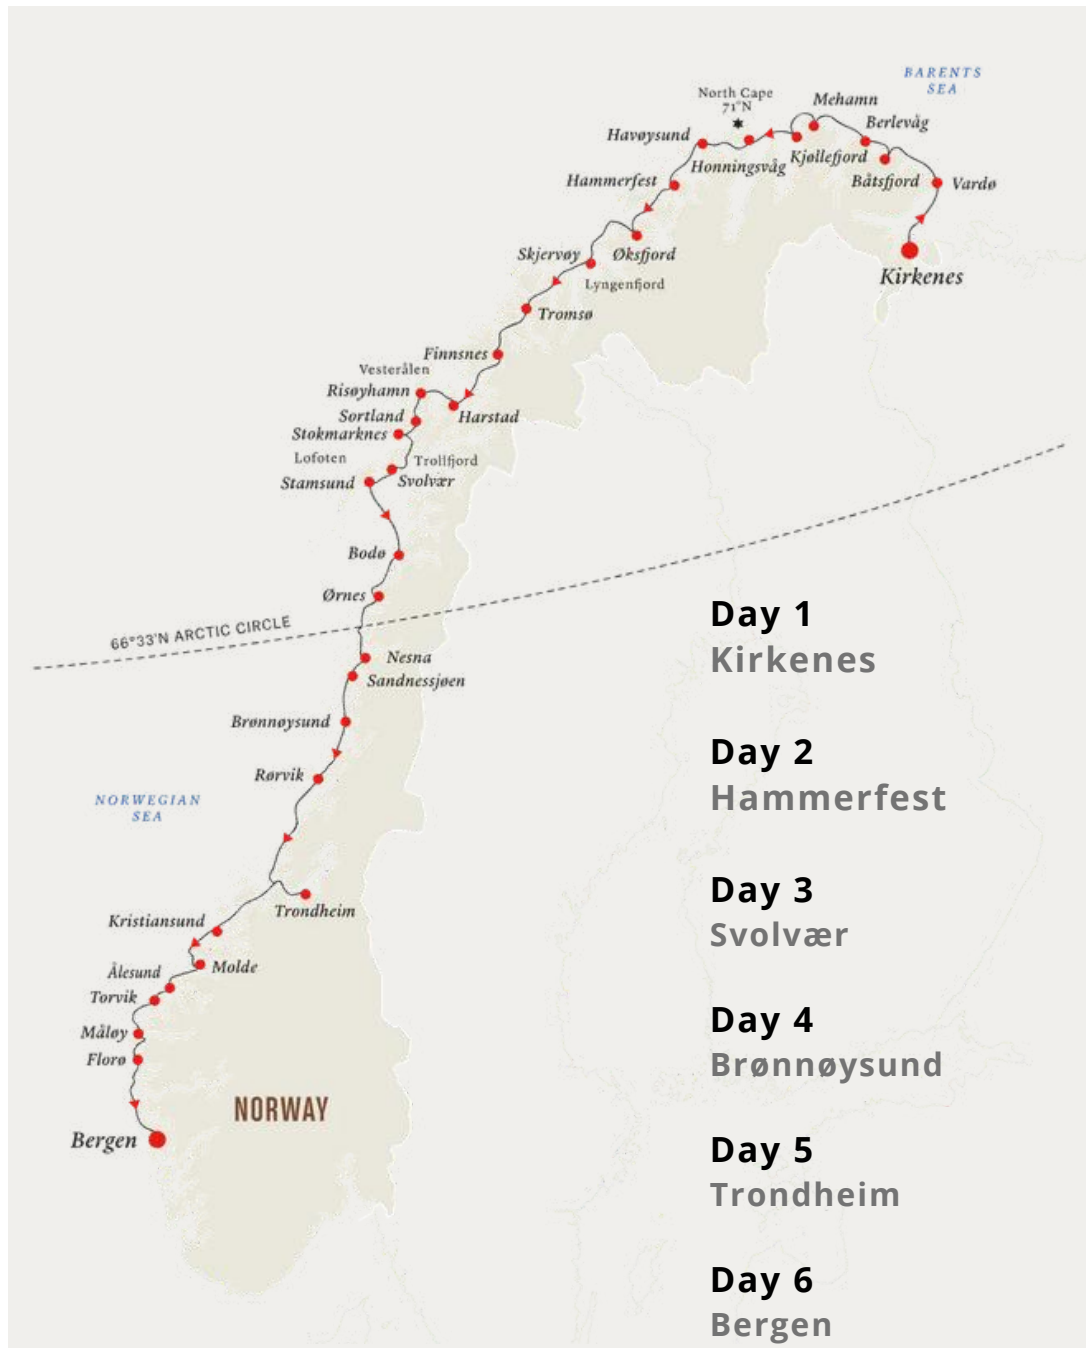 BARENTS
SEA
North Cape
71°N
Mehamn
Berlevåg
Havøysund
Honningsvåg
Kjøllefjord
Båtsfjord
Vardø
Hammerfest
Kirkenes
Skjervøy
Øksfjord
Lyngenfjord
Tromsø
Finnsnes
Vesterålen
Risøyhamn
Harstad
Sortland
Stokmarknes
Lofoten
Trollfjord
Stamsund
Svolvær
Bodø
Ørnes
66°33'N ARCTIC CIRCLE
Nesna
Sandnessjøen
Brønnøysund
Rørvik
NORWEGIAN
SEA
Trondheim
Kristiansund
Molde
Ålesund
Torvik
Måløy
Florø
NORWAY
Bergen
Day 1
Kirkenes
Day 2
Hammerfest
Day 3
Svolvær
Day 4
Brønnøysund
Day 5
Trondheim
Day 6
Bergen